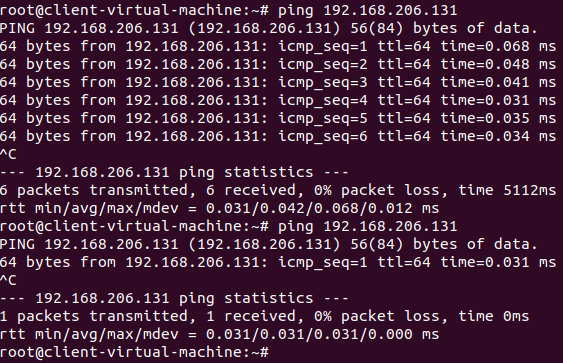 root@client-virtual-machine:~# ping 192.168.206.131
PING 192.168.206.131 (192.168.206.131) 56(84) bytes of data.
64 bytes from 192.168.206.131: icmp_seq=1 ttl=64 time=0.068 ms
64 bytes from 192.168.206.131: icmp_seq=2 ttl=64 time=0.048 ms
64 bytes from 192.168.206.131: icmp_seq=3 ttl=64 time=0.041 ms
64 bytes from 192.168.206.131: icmp_seq=4 ttl=64 time=0.031 ms
64 bytes from 192.168.206.131: icmp_seq=5 ttl=64 time=0.035 ms
64 bytes from 192.168.206.131: icmp_seq=6 ttl=64 time=0.034 ms
^C
--- 192.168.206.131 ping statistics ---
6 packets transmitted, 6 received, 0% packet loss, time 5112ms
rtt min/avg/max/mdev = 0.031/0.042/0.068/0.012 ms
root@client-virtual-machine:~# ping 192.168.206.131
PING 192.168.206.131 (192.168.206.131) 56(84) bytes of data.
64 bytes from 192.168.206.131: icmp_seq=1 ttl=64 time=0.031 ms
^C
--- 192.168.206.131 ping statistics ---
1 packets transmitted, 1 received, 0% packet loss, time 0ms
rtt min/avg/max/mdev = 0.031/0.031/0.031/0.000 ms
root@client-virtual-machine:~#